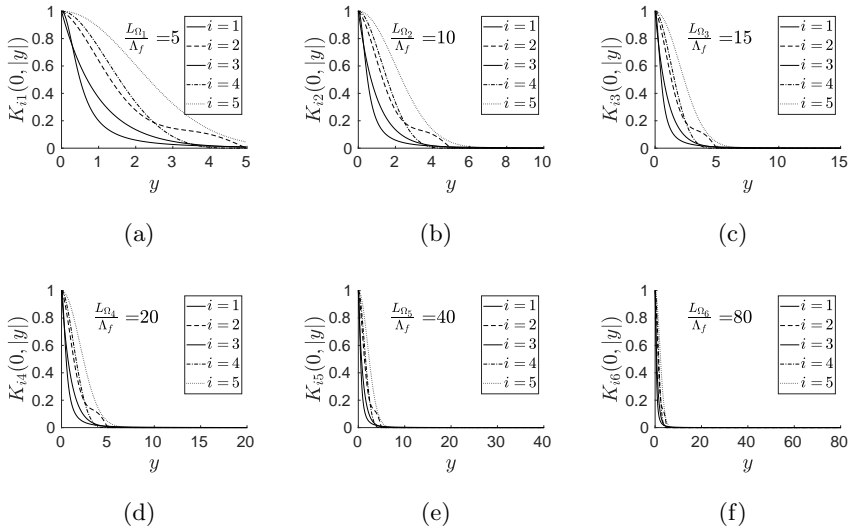 K_{i1}(0, |y|)
1
0.8
0.6
0.4
0.2
0
L_{Ω_1}/Λ_f = 5
i = 1
i = 2
i = 3
i = 4
i = 5
0 1 2 3 4 5
y
(a)
K_{i2}(0, |y|)
1
0.8
0.6
0.4
0.2
0
L_{Ω_2}/Λ_f = 10
i = 1
i = 2
i = 3
i = 4
i = 5
0 2 4 6 8 10
y
(b)
K_{i3}(0, |y|)
1
0.8
0.6
0.4
0.2
0
L_{Ω_3}/Λ_f = 15
i = 1
i = 2
i = 3
i = 4
i = 5
0 5 10 15
y
(c)
K_{i4}(0, |y|)
1
0.8
0.6
0.4
0.2
0
L_{Ω_4}/Λ_f = 20
i = 1
i = 2
i = 3
i = 4
i = 5
0 5 10 15 20
y
(d)
K_{i5}(0, |y|)
1
0.8
0.6
0.4
0.2
0
L_{Ω_5}/Λ_f = 40
i = 1
i = 2
i = 3
i = 4
i = 5
0 10 20 30 40
y
(e)
K_{i6}(0, |y|)
1
0.8
0.6
0.4
0.2
0
L_{Ω_6}/Λ_f = 80
i = 1
i = 2
i = 3
i = 4
i = 5
0 20 40 60 80
y
(f)